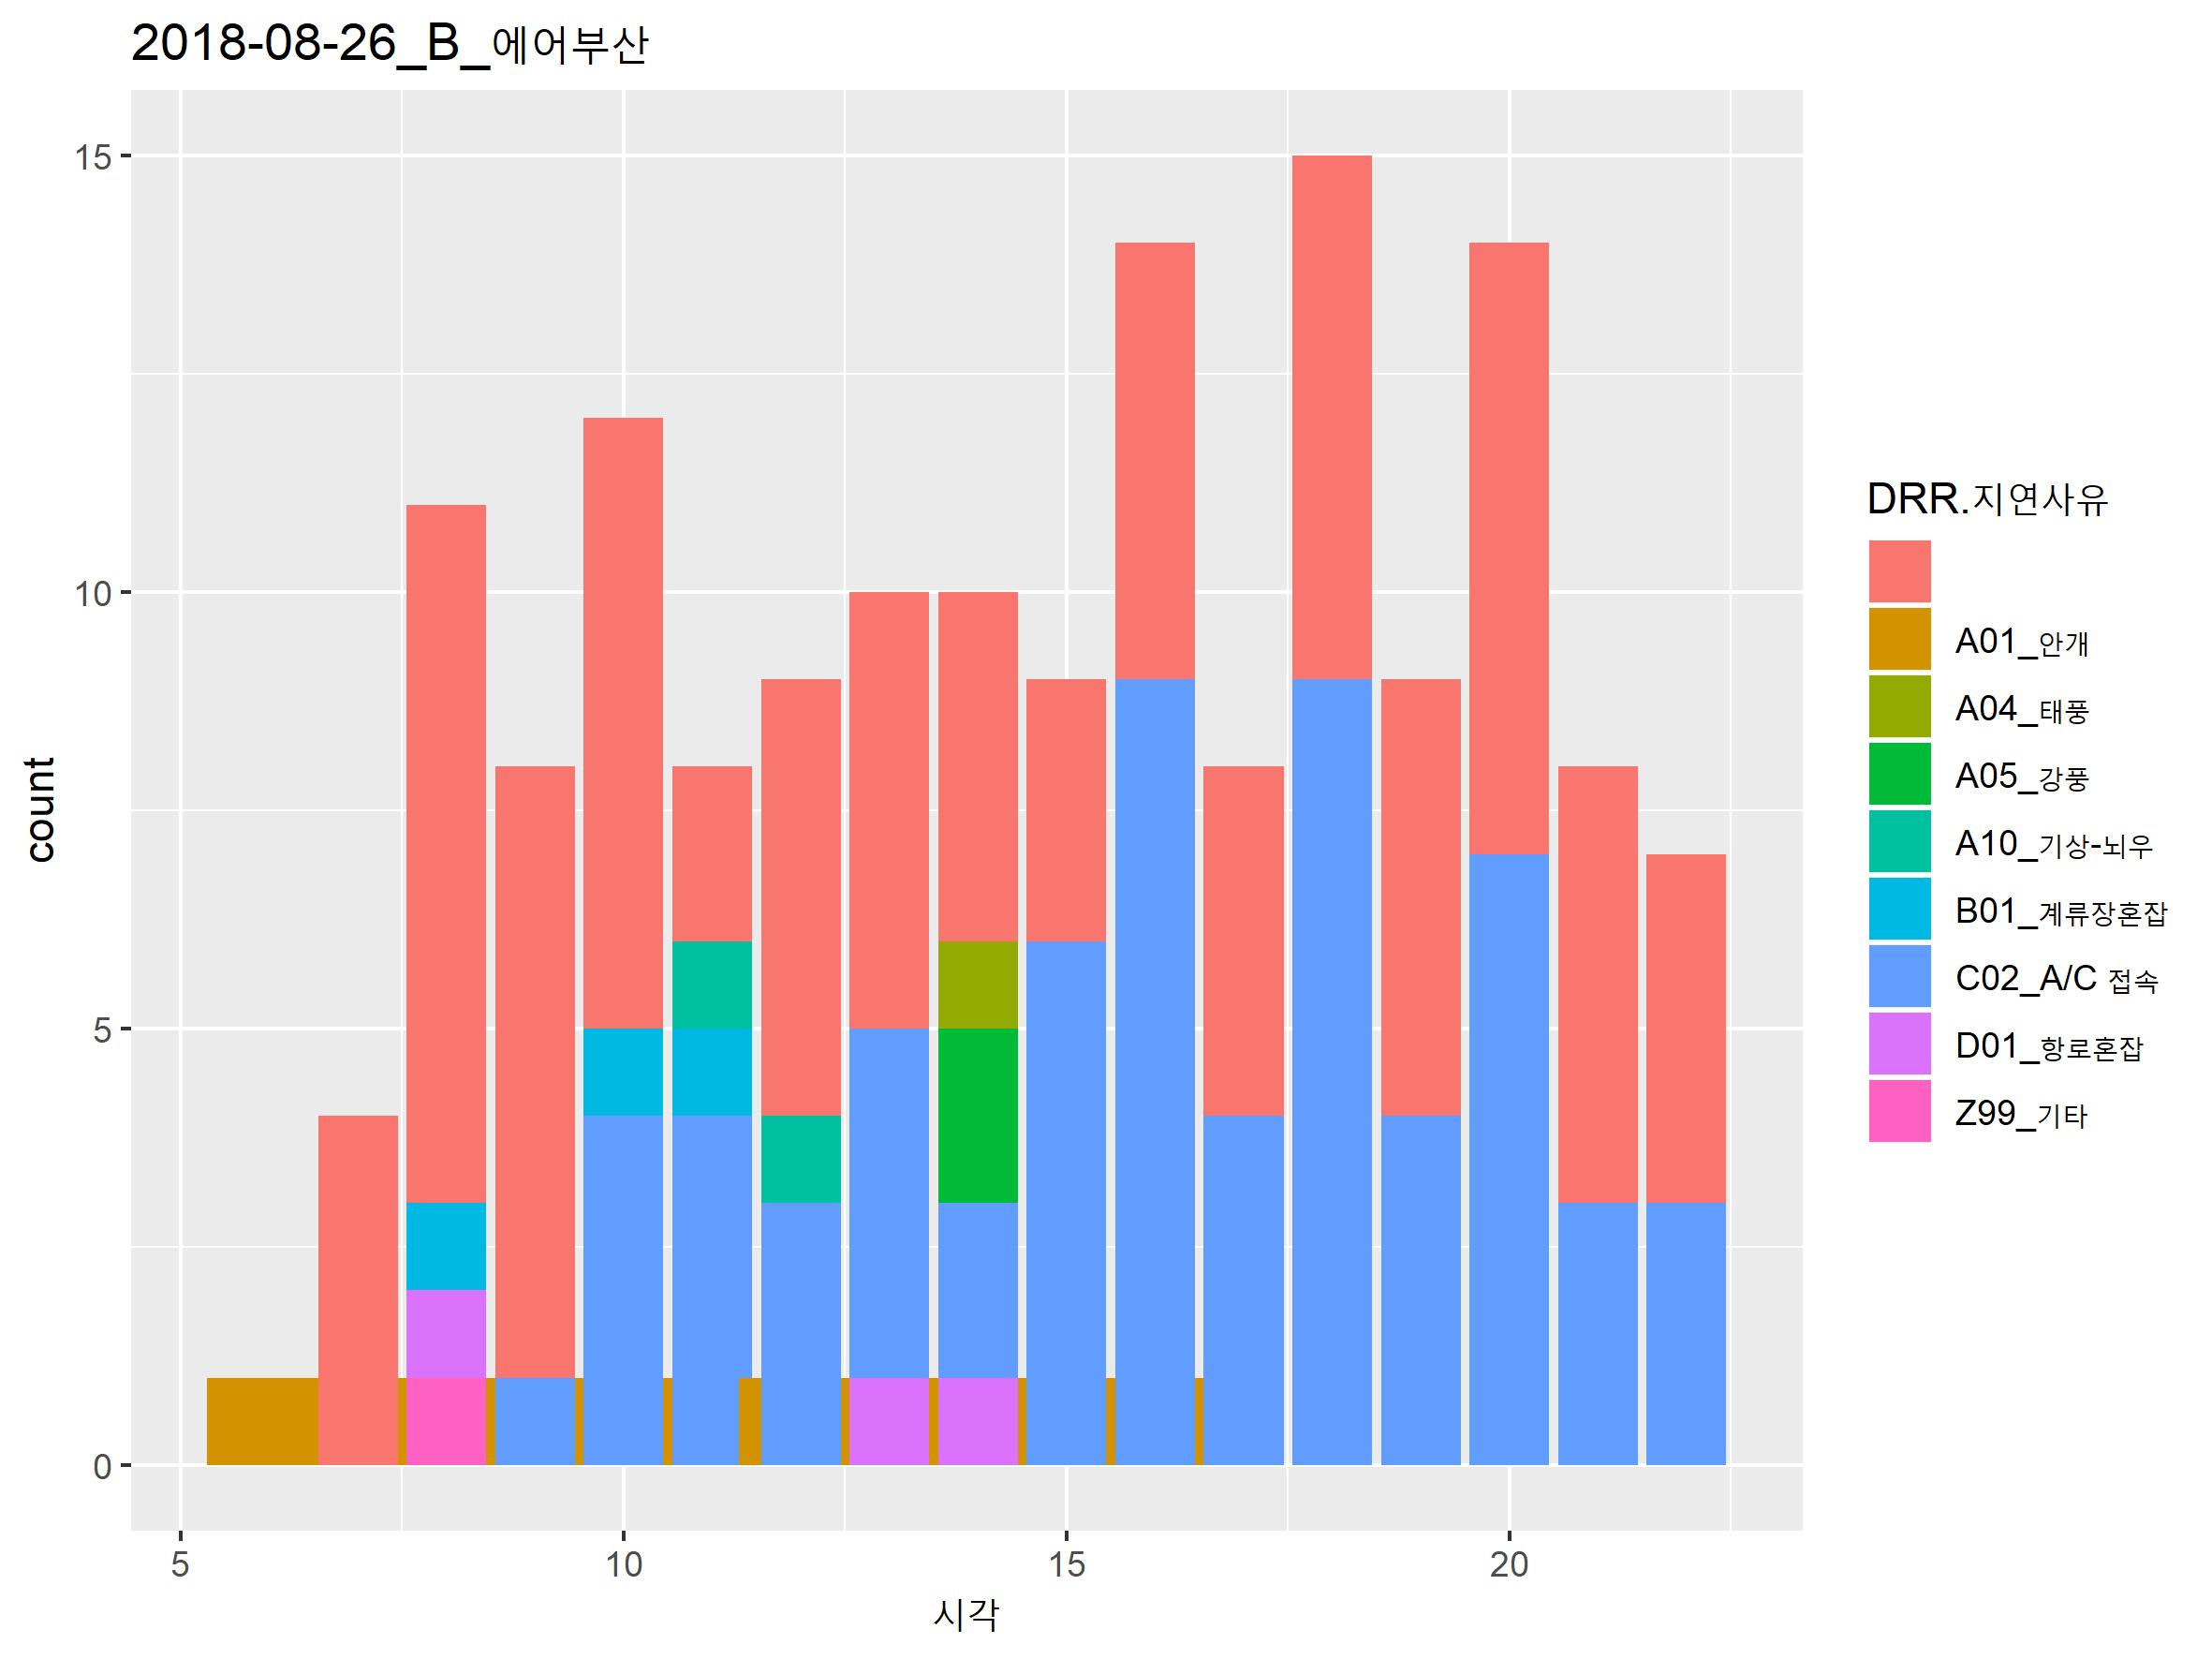 2018-08-26_B_에어부산
15
10
5
0
count
5
10
15
20
시각
DRR.지연사유
A01_안개
A04_태풍
A05_강풍
A10_기상-뇌우
B01_계류장혼잡
C02_A/C 접속
D01_항로혼잡
Z99_기타